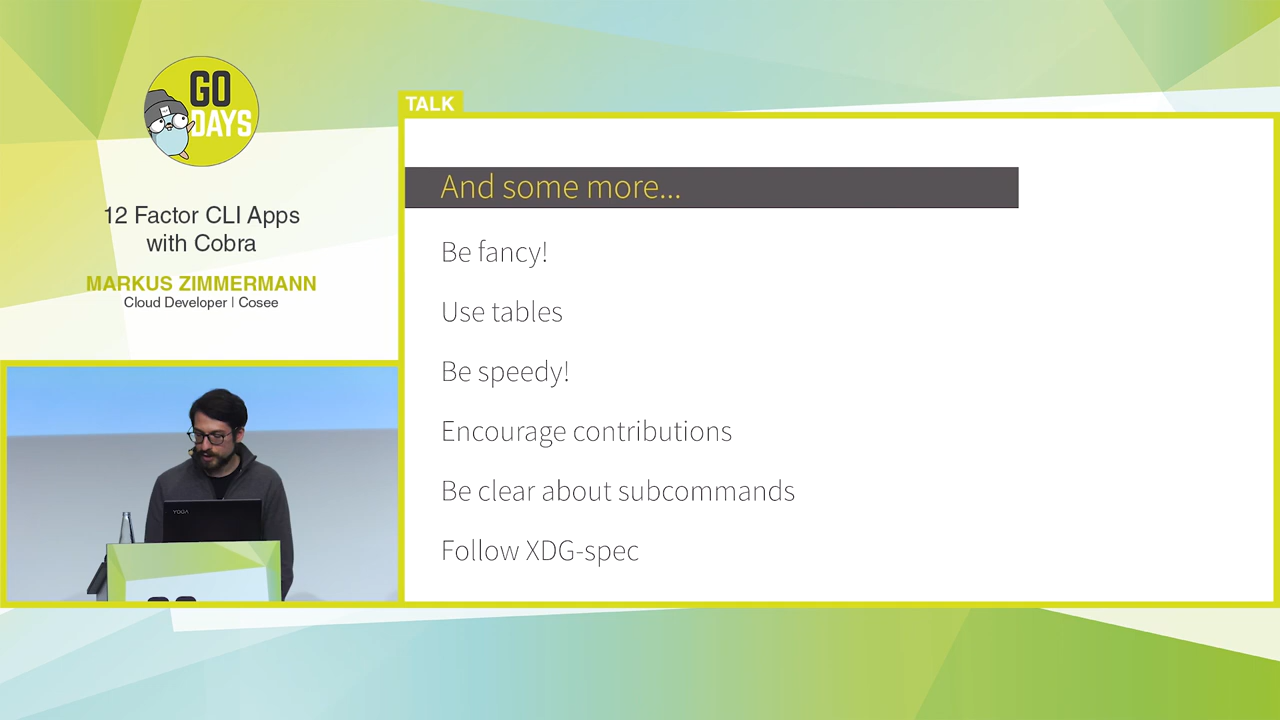 GO
DAYS
12 Factor CLI Apps
with Cobra
MARKUS ZIMMERMANN
Cloud Developer | Cosee
TALK
And some more...
Be fancy!
Use tables
Be speedy!
Encourage contributions
Be clear about subcommands
Follow XDG-spec
YOGA